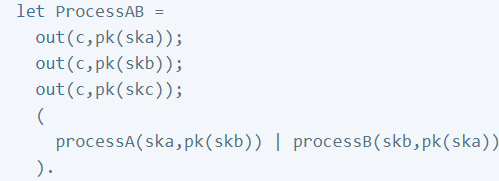 let ProcessAB =
out(c,pk(ska));
out(c,pk(skb));
out(c,pk(skc));
(
processA(ska,pk(skb)) | processB(skb,pk(ska))
).